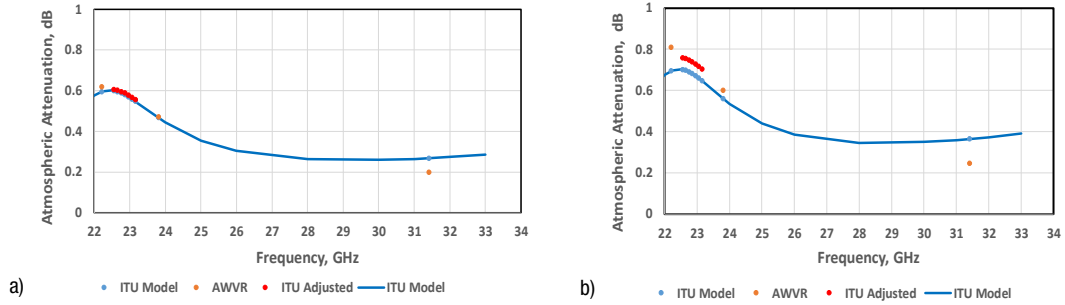 Atmospheric Attenuation, dB
1
0.8
0.6
0.4
0.2
0
22 23 24 25 26 27 28 29 30 31 32 33 34
Frequency, GHz
a)
ITU Model AWVR ITU Adjusted ITU Model
Atmospheric Attenuation, dB
1
0.8
0.6
0.4
0.2
0
22 23 24 25 26 27 28 29 30 31 32 33 34
Frequency, GHz
b)
ITU Model AWVR ITU Adjusted ITU Model